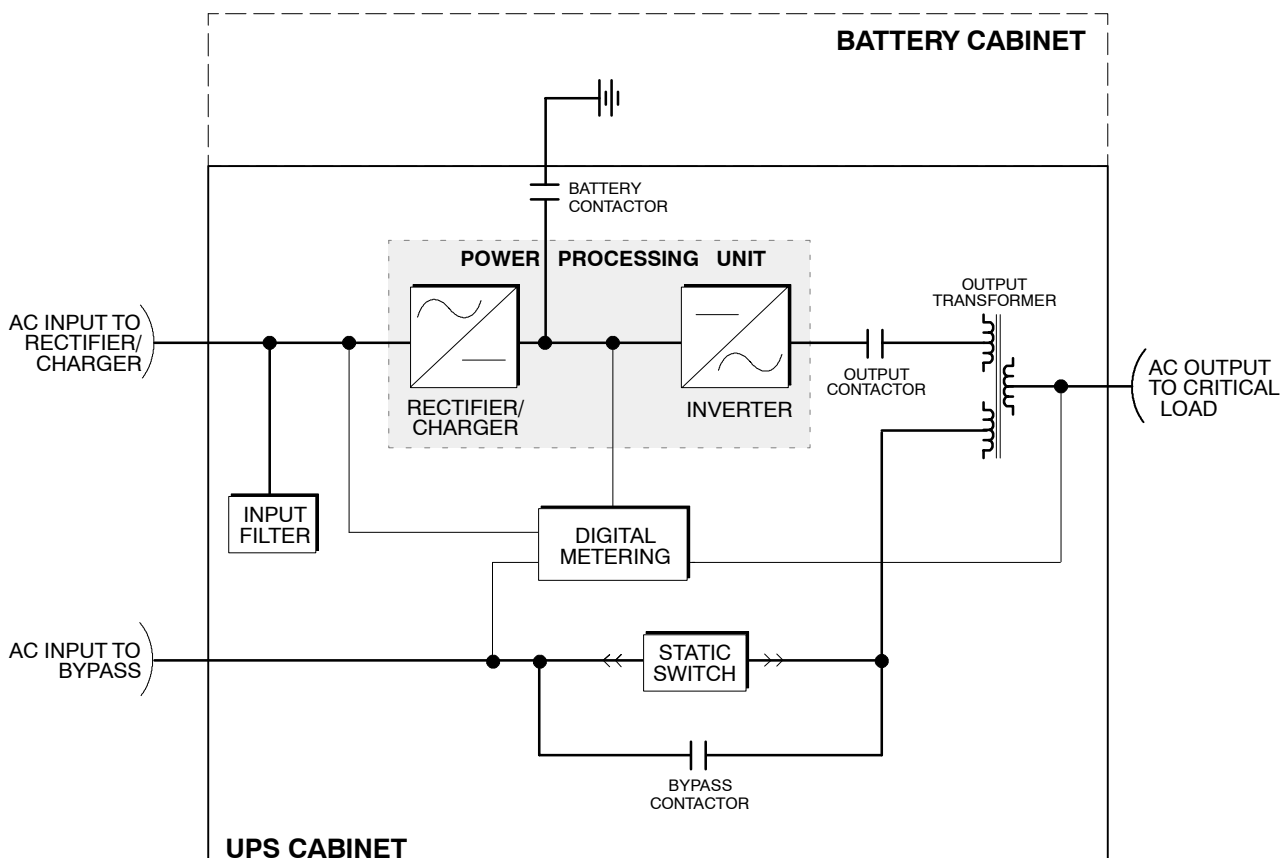 BATTERY CABINET
BATTERY
CONTACTOR
POWER PROCESSING UNIT
OUTPUT
TRANSFORMER
AC INPUT TO
RECTIFIER/
CHARGER
RECTIFIER/
CHARGER
INVERTER
OUTPUT
CONTACTOR
AC OUTPUT
TO CRITICAL
LOAD
INPUT
FILTER
DIGITAL
METERING
AC INPUT TO
BYPASS
STATIC
SWITCH
BYPASS
CONTACTOR
UPS CABINET